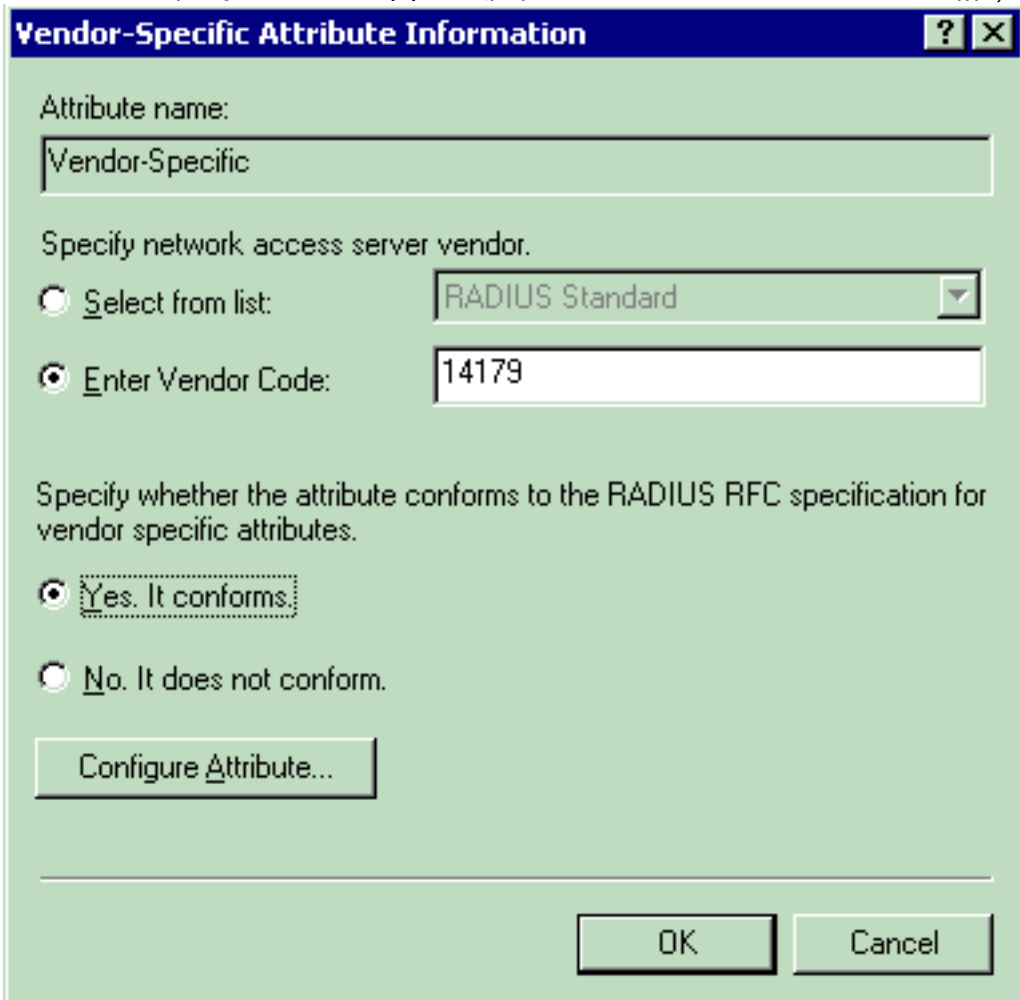 Vendor-Specific Attribute Information
Attribute name:
Vendor-Specific
Specify network access server vendor.
Select from list: RADIUS Standard
Enter Vendor Code: 14179
Specify whether the attribute conforms to the RADIUS RFC specification for
vendor specific attributes.
Yes. It conforms.
No. It does not conform.
Configure Attribute...
OK Cancel